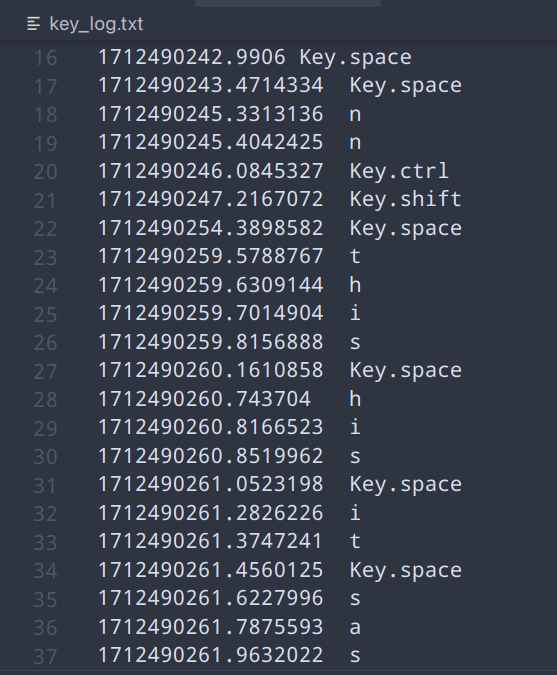 key_log.txt
16 1712490242.9906 Key.space
17 1712490243.4714334 Key.space
18 1712490245.3313136 n
19 1712490245.4042425 n
20 1712490246.0845327 Key.ctrl
21 1712490247.2167072 Key.shift
22 1712490254.3898582 Key.space
23 1712490259.5788767 t
24 1712490259.6309144 h
25 1712490259.7014904 i
26 1712490259.8156888 s
27 1712490260.1610858 Key.space
28 1712490260.743704 h
29 1712490260.8166523 i
30 1712490260.8519962 s
31 1712490261.0523198 Key.space
32 1712490261.2826226 i
33 1712490261.3747241 t
34 1712490261.4560125 Key.space
35 1712490261.6227996 s
36 1712490261.7875593 a
37 1712490261.9632022 s